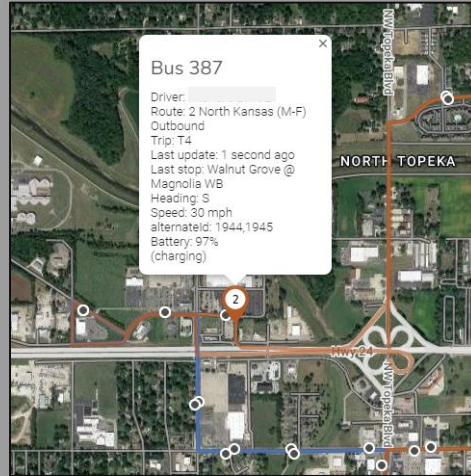 Bus 387
Driver:
Route: 2 North Kansas (M-F)
Outbound
Trip: T4
Last update: 1 second ago
Last stop: Walnut Grove @
Magnolia WB
Heading: S
Speed: 30 mph
alternateId: 1944,1945
Battery: 97%
(charging)
NW Topeka Blvd
NORTH TOPEKA
2
Hwy 24
NW Topeka Blvd